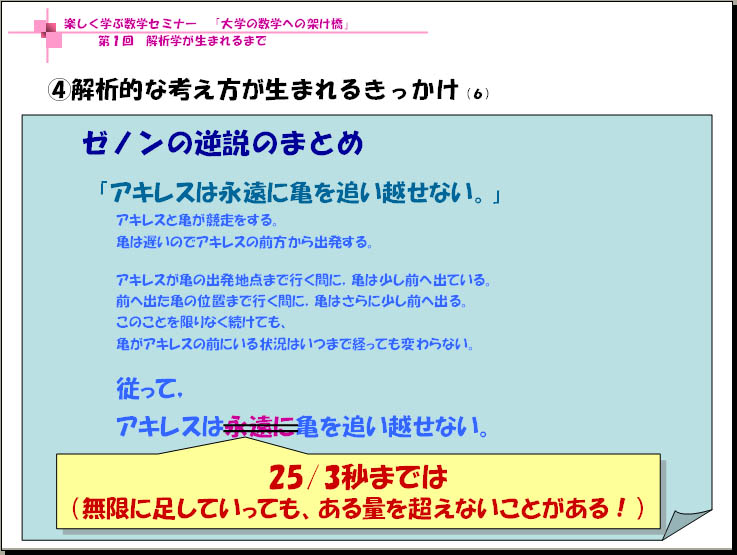 楽しく学ぶ数学セミナー 「大学の数学への架け橋」
第1回 解析学が生まれるまで
④解析的な考え方が生まれるきっかけ(6)
ゼノンの逆説のまとめ
「アキレスは永遠に亀を追い越せない。」
アキレスと亀が競走をする。
亀は遅いのでアキレスの前方から出発する。
アキレスが亀の出発地点まで行く間に,亀は少し前へ出ている。
前へ出た亀の位置まで行く間に,亀はさらに少し前へ出る。
このことを限りなく続けても、
亀がアキレスの前にいる状況はいつまで経っても変わらない。
従って,
アキレスは永遠に亀を追い越せない。
25/3秒までは
(無限に足していっても、ある量を超えないことがある!)